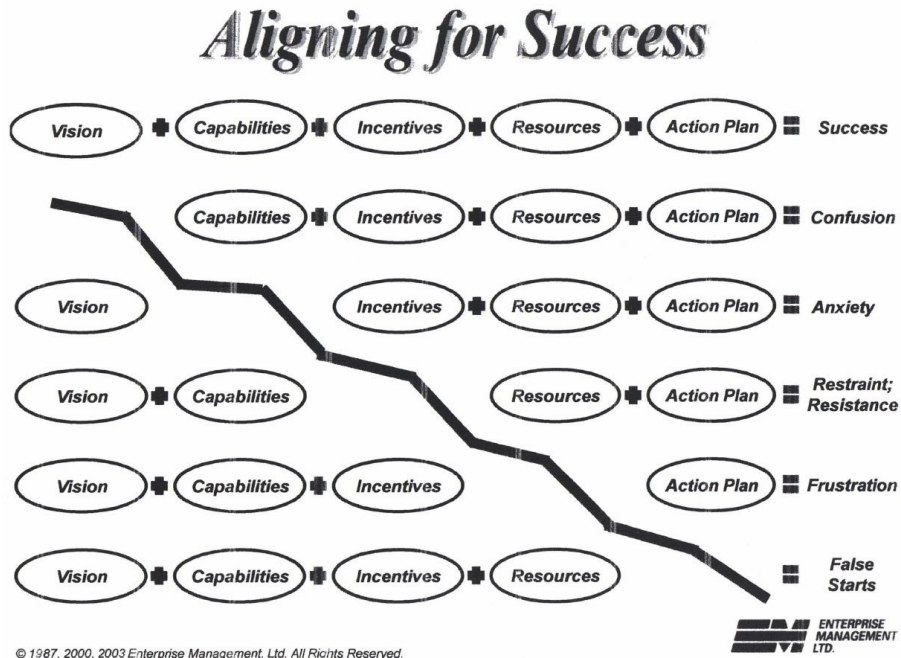 Aligning for Success
Vision + Capabilities + Incentives + Resources + Action Plan = Success
Capabilities + Incentives + Resources + Action Plan = Confusion
Vision Incentives + Resources + Action Plan = Anxiety
Vision + Capabilities Resources + Action Plan = Restraint;
Resistance
Vision + Capabilities + Incentives Action Plan = Frustration
Vision + Capabilities + Incentives + Resources = False
Starts
ENTERPRISE
MANAGEMENT
LTD.
© 1987, 2000, 2003 Enterprise Management, Ltd. All Rights Reserved.